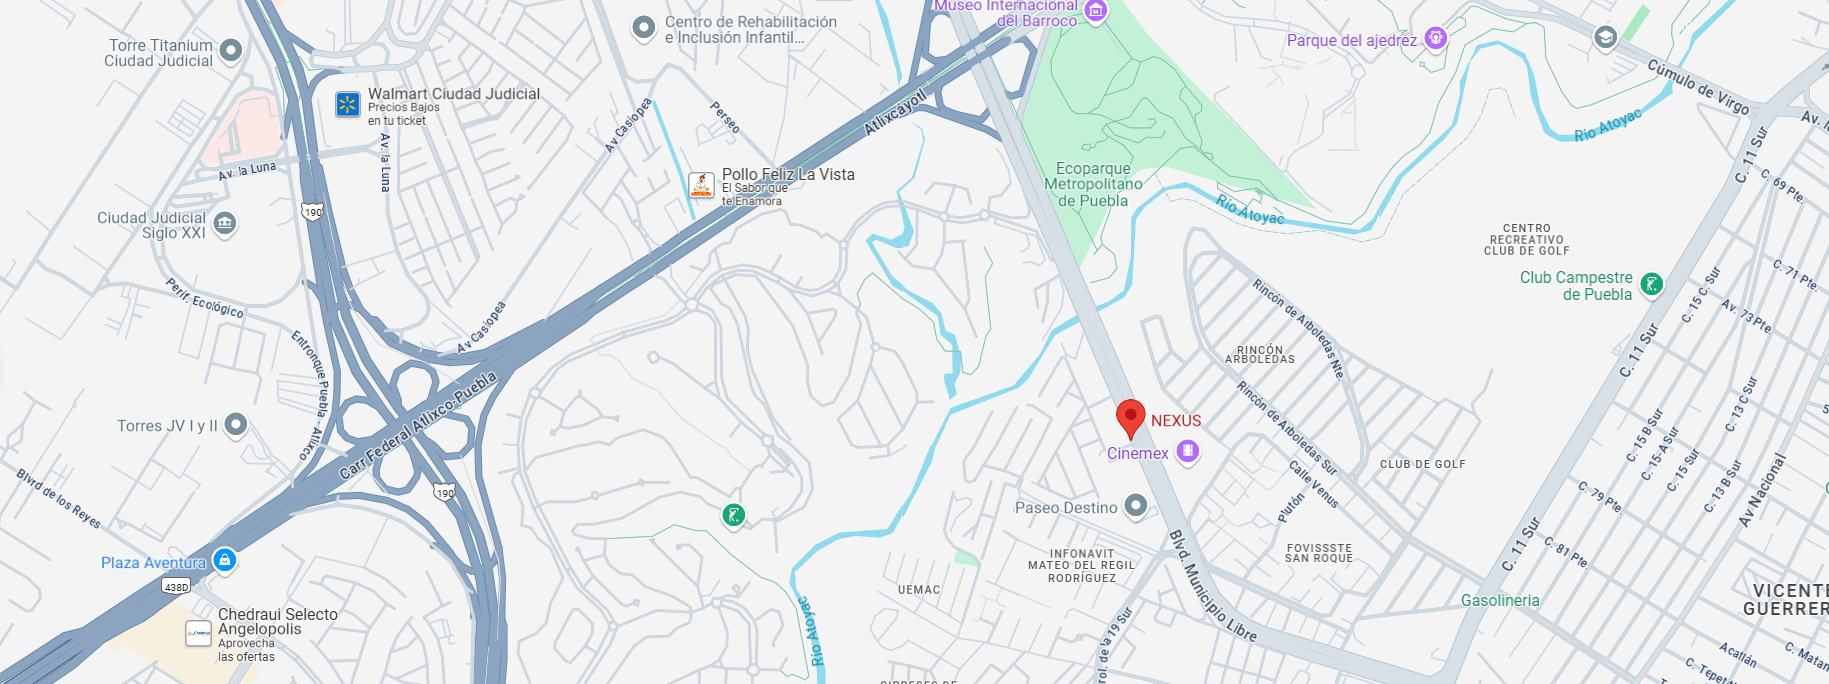 Museo Internacional
del Barroco
Centro de Rehabilitación
e Inclusión Infantil...
Parque del ajedrez
Torre Titanium
Ciudad Judicial
Cúmulo de Virgo
Walmart Ciudad Judicial
Precios Bajos
en tu ticket
Av Casiopea
Perseo
Atlixcáyotl
Río Atoyac
Av. la
C. 11 Sur
Av. la Luna
Av. la Luna
Pollo Feliz La Vista
El Sabor que
te Enamora
Ecoparque
Metropolitano
de Puebla
C. 69 Pte.
190
Ciudad Judicial
Siglo XXI
Río Atoyac
CENTRO
RECREATIVO
CLUB DE GOLF
Club Campestre
de Puebla
C. 71 Pte.
C. 15 C Sur
Perif. Ecológico
Av Casiopea
Rincón de Arboledas Nte.
Av. 73 Pte.
Entronque Puebla - Atlixco
RINCÓN
ARBOLEDAS
C. 11 Sur
Carr Federal Atlixco-Puebla
Rincón de Arboledas Sur
C. 13 C Sur
C. 15 B Sur
5
Torres JV I y II
NEXUS
Cinemex
CLUB DE GOLF
C. 15-A Sur
C. 15 Sur
C. 13 B Sur
Av Nacional
Blvrd de los Reyes
190
Calle Venus
Plutón
C. 79 Pte.
Paseo Destino
Blvd. Municipio Libre
C. 11 Sur
C. 81 Pte.
INFONAVIT
MATEO DEL REGIL
RODRÍGUEZ
FOVISSSTE
SAN ROQUE
Plaza Aventura
438D
UEMAC
VICENTE
GUERRER
Gasolineria
Chedraui Selecto
Angelopolis
Aprovecha
las ofertas
Río Atoyac
rol. de la 19 Sur
Acatlán
C. Matan
C. Tepetit